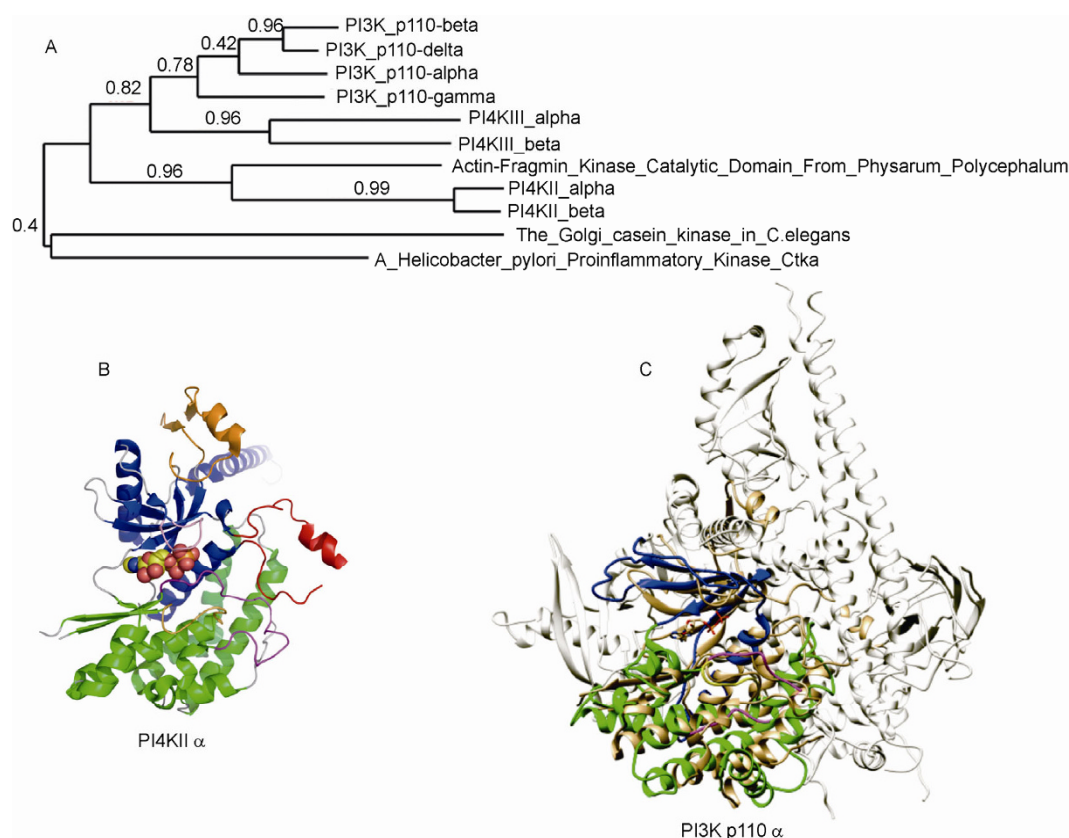 A
0.96
PI3K_p110-beta
0.42
PI3K_p110-delta
0.78
PI3K_p110-alpha
0.82
PI3K_p110-gamma
0.96
PI4KIII_alpha
PI4KIII_beta
0.96
Actin-Fragmin_Kinase_Catalytic_Domain_From_Physarum_Polycephalum
0.99
PI4KII_alpha
PI4KII_beta
0.4
The_Golgi_casein_kinase_in_C.elegans
A_Helicobacter_pylori_Proinflammatory_Kinase_Ctka
B
C
PI4KII α
PI3K p110 α